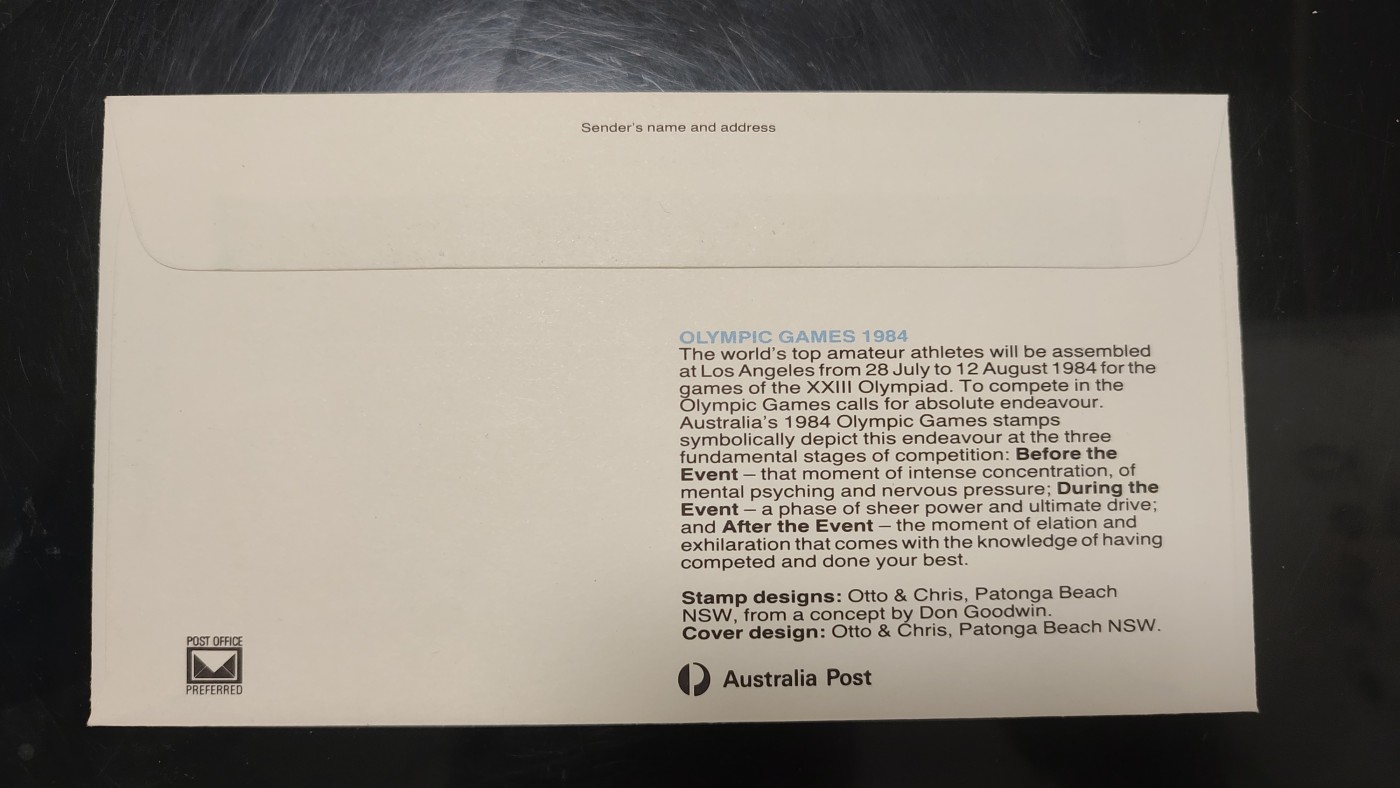 Sender's name and address
OLYMPIC GAMES 1984
The world's top amateur athletes will be assembled
at Los Angeles from 28 July to 12 August 1984 for the
games of the XXIII Olympiad. To compete in the
Olympic Games calls for absolute endeavour.
Australia's 1984 Olympic Games stamps
symbolically depict this endeavour at the three
fundamental stages of competition: Before the
Event – that moment of intense concentration, of
mental psyching and nervous pressure; During the
Event – a phase of sheer power and ultimate drive;
and After the Event – the moment of elation and
exhilaration that comes with the knowledge of having
competed and done your best.
Stamp designs: Otto & Chris, Patonga Beach
NSW, from a concept by Don Goodwin.
Cover design: Otto & Chris, Patonga Beach NSW.
POST OFFICE
PREFERRED
Australia Post